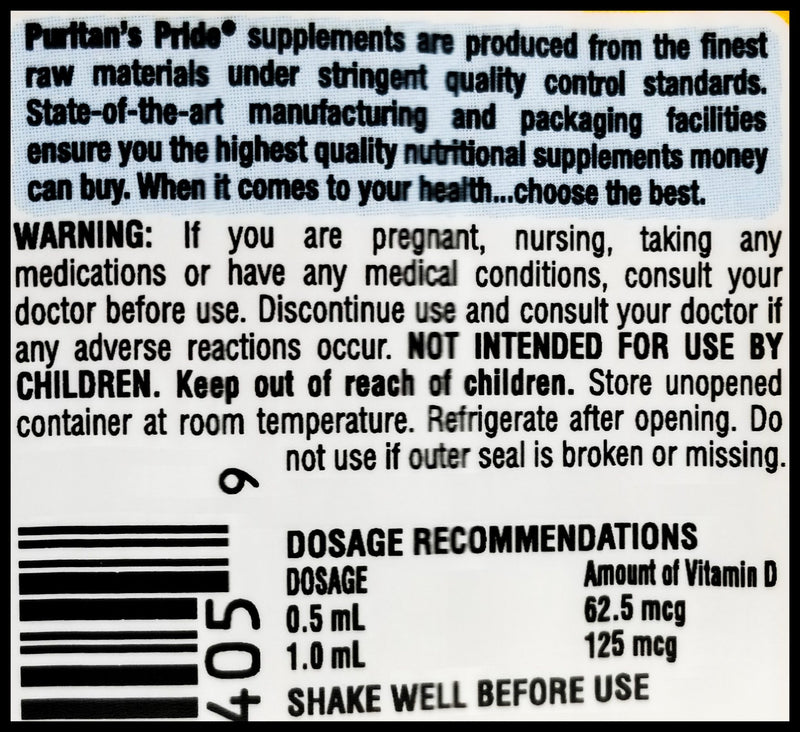 Puritan's Pride® supplements are produced from the finest
raw materials under stringent quality control standards.
State-of-the-art manufacturing and packaging facilities
ensure you the highest quality nutritional supplements money
can buy. When it comes to your health...choose the best.
WARNING: If you are pregnant, nursing, taking any
medications or have any medical conditions, consult your
doctor before use. Discontinue use and consult your doctor if
any adverse reactions occur. NOT INTENDED FOR USE BY
CHILDREN. Keep out of reach of children. Store unopened
container at room temperature. Refrigerate after opening. Do
not use if outer seal is broken or missing.
9
405
DOSAGE RECOMMENDATIONS
DOSAGE Amount of Vitamin D
0.5 mL 62.5 mcg
1.0 mL 125 mcg
SHAKE WELL BEFORE USE